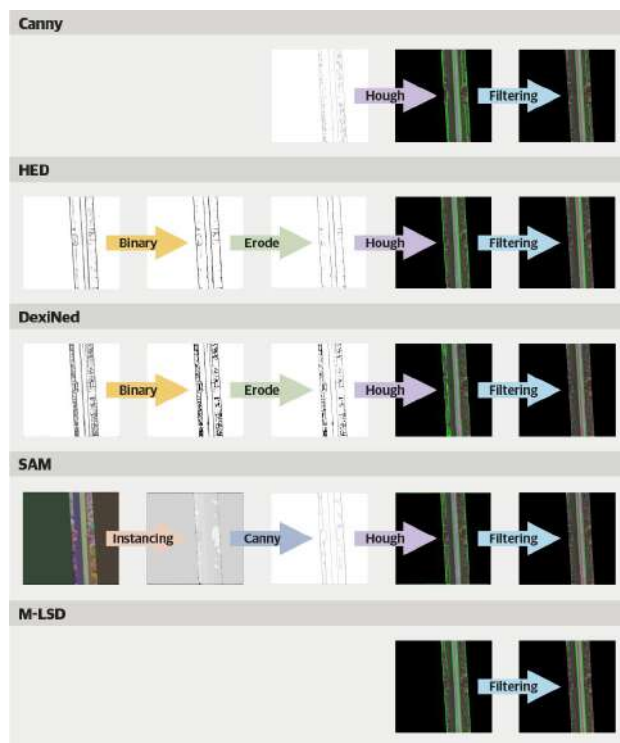 Canny
Hough
Filtering
HED
Binary
Erode
Hough
Filtering
DexiNed
Binary
Erode
Hough
Filtering
SAM
Instancing
Canny
Hough
Filtering
M-LSD
Filtering